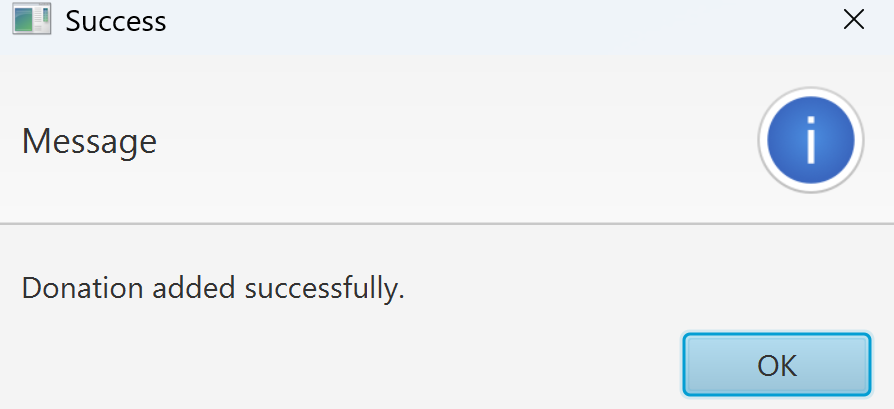 Success
Message
Donation added successfully.
OK